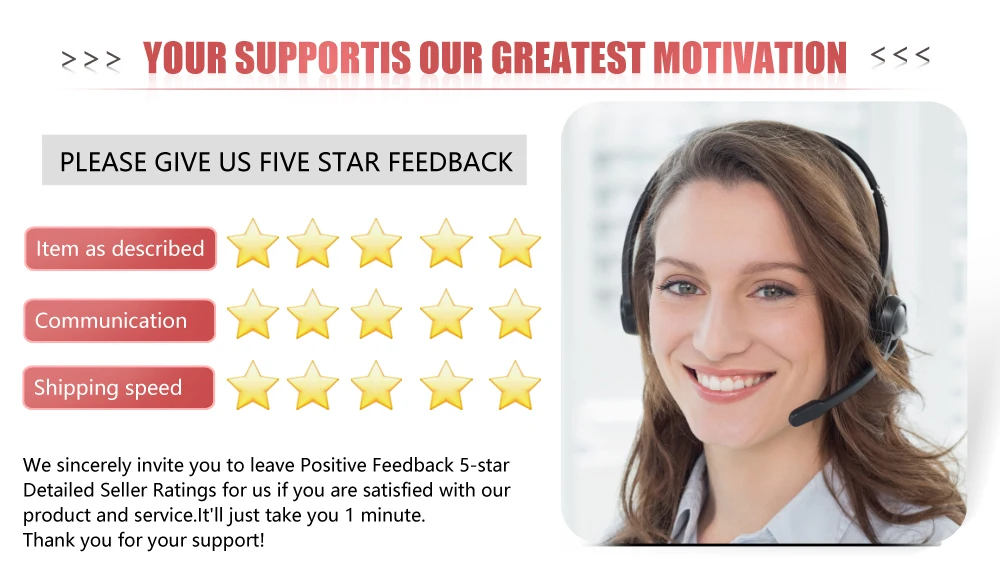 >>> YOUR SUPPORTIS OUR GREATEST MOTIVATION <<<
PLEASE GIVE US FIVE STAR FEEDBACK
Item as described
Communication
Shipping speed
We sincerely invite you to leave Positive Feedback 5-star
Detailed Seller Ratings for us if you are satisfied with our
product and service.It'll just take you 1 minute.
Thank you for your support!